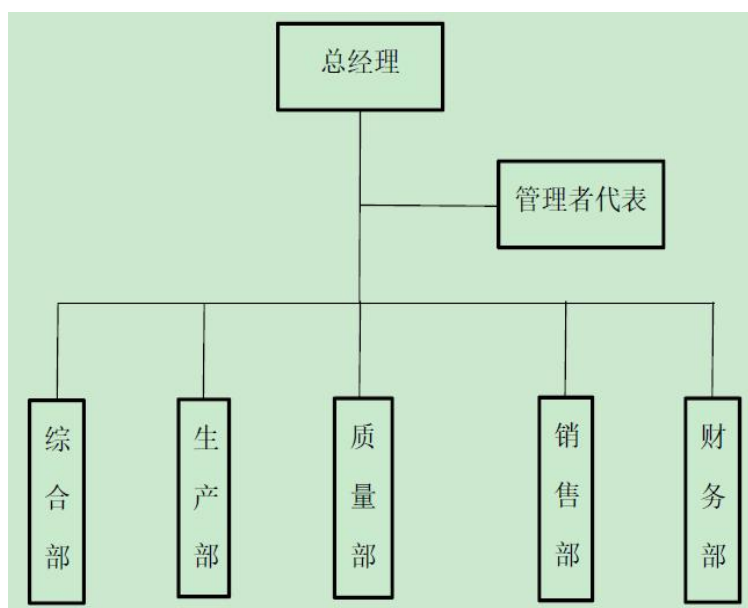 总经理
管理者代表
综合部
生产部
质量部
销售部
财务部